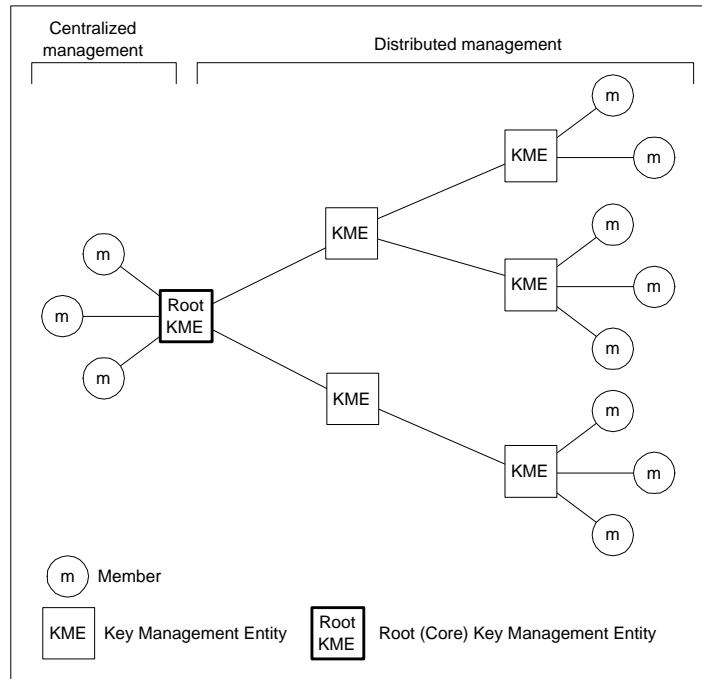 Centralized
management
Distributed management
m
KME
m
KME
m
m
Root
KME
m
KME
m
m
m
KME
m
KME
m
m
m Member
KME Key Management Entity
Root
KME
Root (Core) Key Management Entity